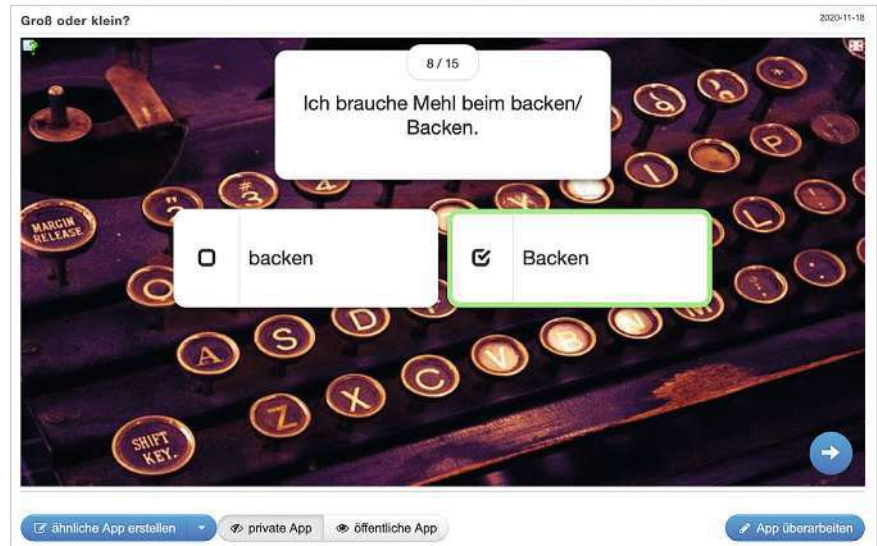 Groß oder klein?
2020-11-18
8 / 15
Ich brauche Mehl beim backen/
Backen.
backen
Backen
MARGIN
RELEASE
#
3
P
L
A
S
D
Z
X
C
V
B
M
SHIFT
KEY.
ähnliche App erstellen
private App
öffentliche App
App überarbeiten